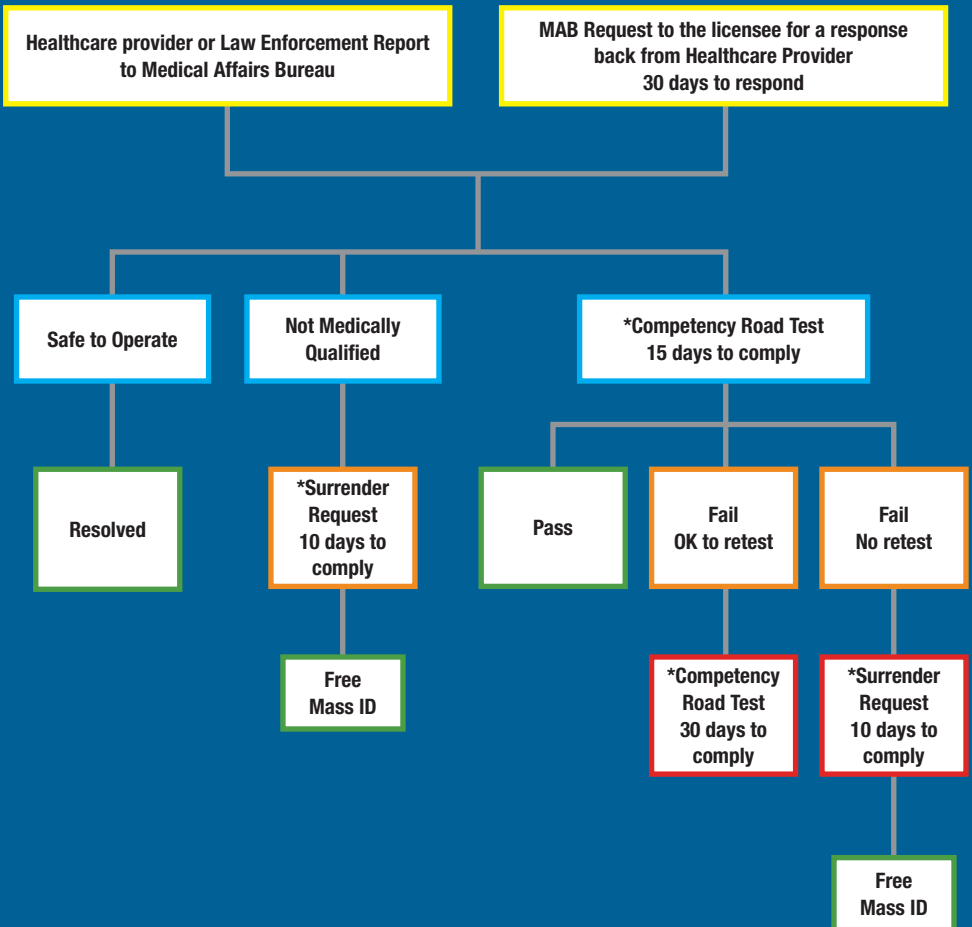 Healthcare provider or Law Enforcement Report
to Medical Affairs Bureau
MAB Request to the licensee for a response
back from Healthcare Provider
30 days to respond
Safe to Operate
Not Medically
Qualified
*Competency Road Test
15 days to comply
Resolved
*Surrender
Request
10 days to
comply
Pass
Fail
OK to retest
Fail
No retest
Free
Mass ID
*Competency
Road Test
30 days to
comply
*Surrender
Request
10 days to
comply
Free
Mass ID